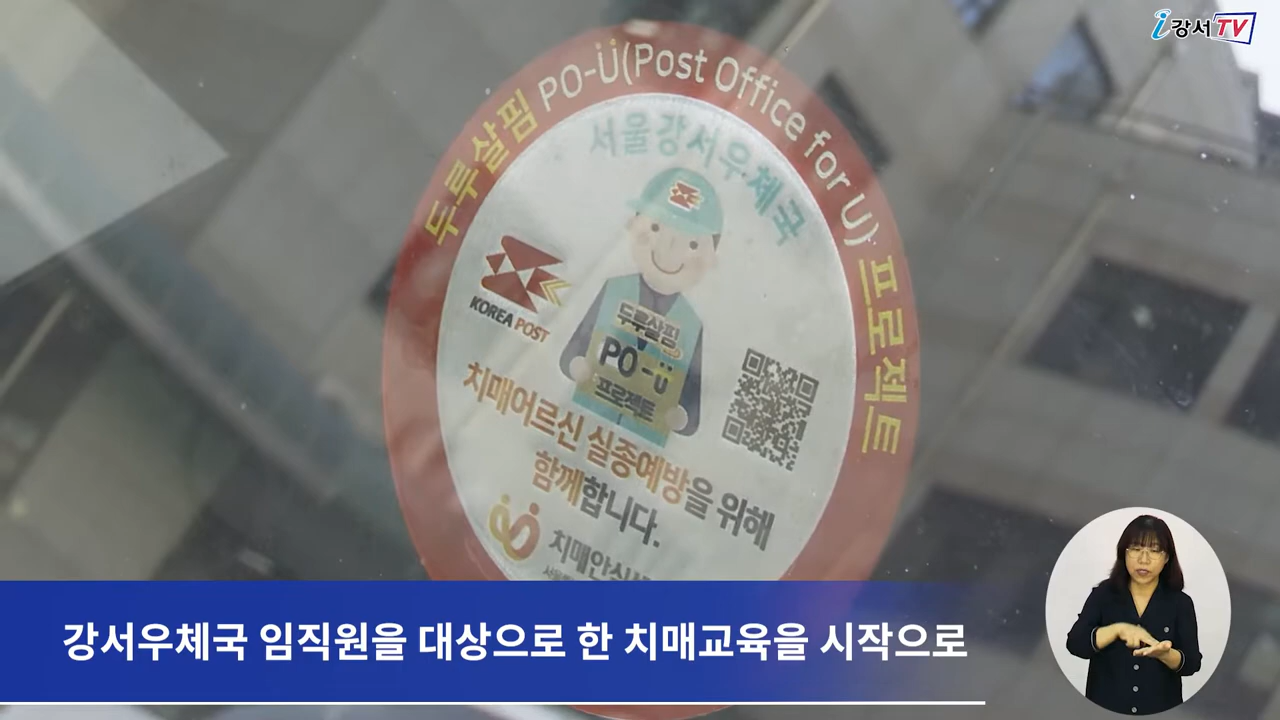 i강서TV
두루살핌 PO-Ü(Post Office for U) 프로젝트
서울강서우체국
KOREA POST
두루살핌
PO-Ü
프로젝트
치매어르신 실종예방을 위해
함께합니다.
강서우체국 임직원을 대상으로 한 치매교육을 시작으로